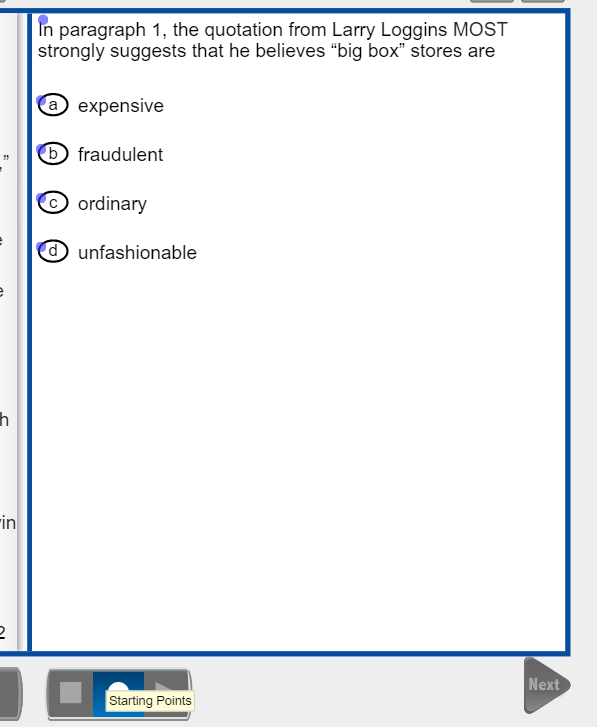 In paragraph 1, the quotation from Larry Loggins MOST
strongly suggests that he believes “big box” stores are
a expensive
b fraudulent
c ordinary
d unfashionable
,”
e
e
h
in
2
Starting Points
Next